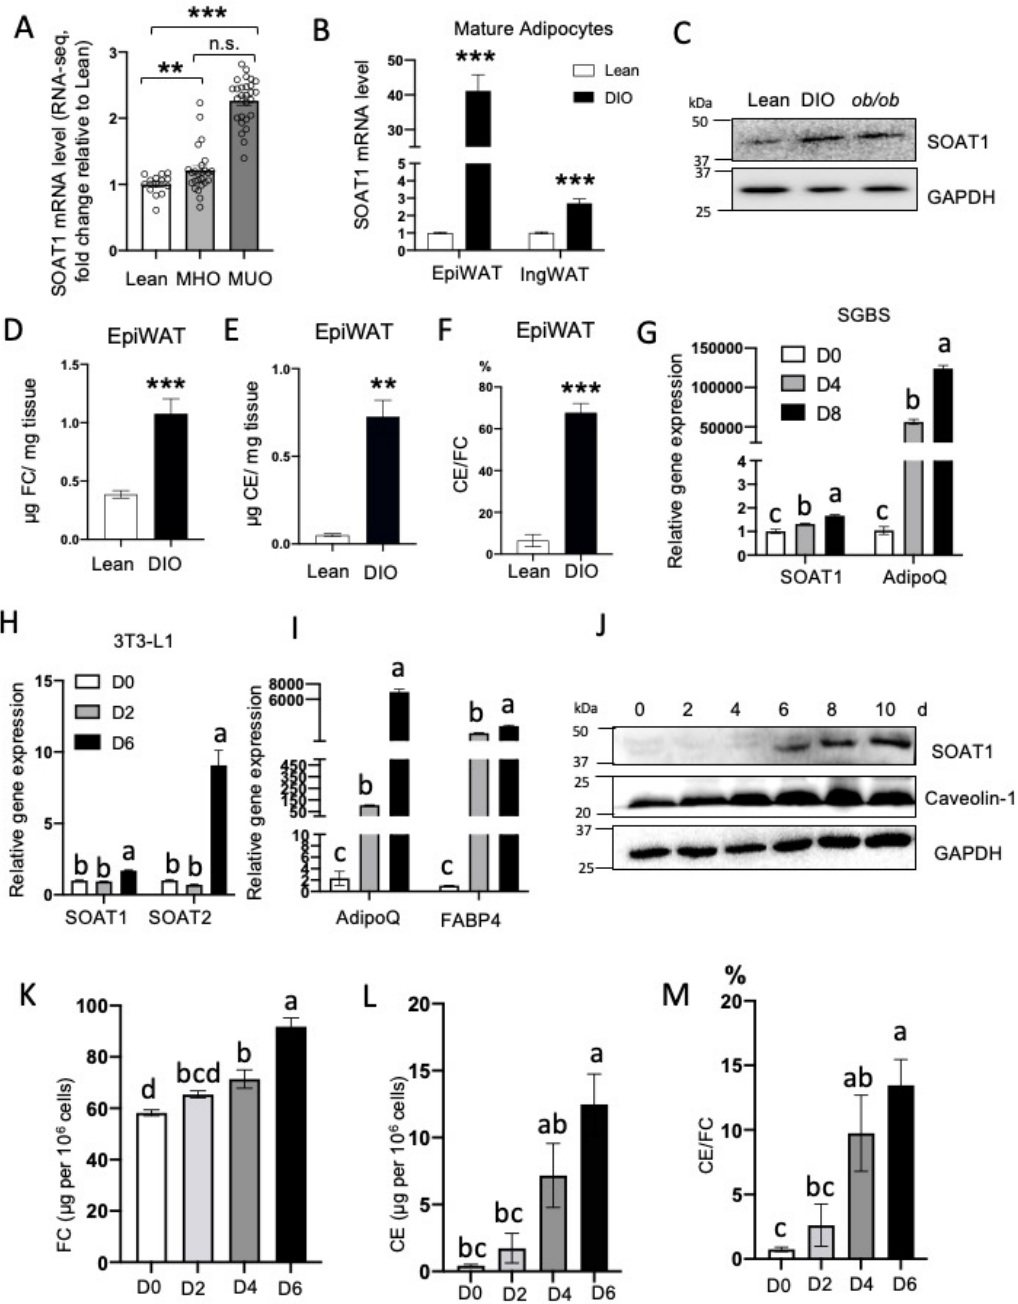 A
SOAT1 mRNA level (RNA-seq,
fold change relative to Lean)
***
n.s.
**
3
2
1
0
Lean MHO MUO
B
Mature Adipocytes
SOAT1 mRNA level
***
***
Lean
DIO
50
40
30
5
4
3
2
1
0
EpiWAT IngWAT
C
kDa Lean DIO ob/ob
50
SOAT1
37
37
GAPDH
25
D
EpiWAT
µg FC/ mg tissue
***
1.5
1.0
0.5
0.0
Lean DIO
E
EpiWAT
µg CE/ mg tissue
**
1.0
0.5
0.0
Lean DIO
F
EpiWAT
%
CE/FC
***
80
60
40
20
0
Lean DIO
G
SGBS
Relative gene expression
D0
D4
D8
150000
100000
50000
4
3
2
1
0
c b a
c b a
SOAT1 AdipoQ
H
3T3-L1
Relative gene expression
D0
D2
D6
15
10
5
0
b b a
b b a
SOAT1 SOAT2
I
Relative gene expression
8000
6000
450
350
250
150
50
10
8
6
4
2
0
c b a
c b a
AdipoQ FABP4
J
kDa 0 2 4 6 8 10 d
50
SOAT1
37
25
Caveolin-1
20
37
GAPDH
25
K
FC (µg per 10⁶ cells)
100
80
60
40
20
0
d bcd b a
D0 D2 D4 D6
L
CE (µg per 10⁶ cells)
20
15
10
5
0
bc bc ab a
D0 D2 D4 D6
M
%
CE/FC
20
15
10
5
0
c bc ab a
D0 D2 D4 D6